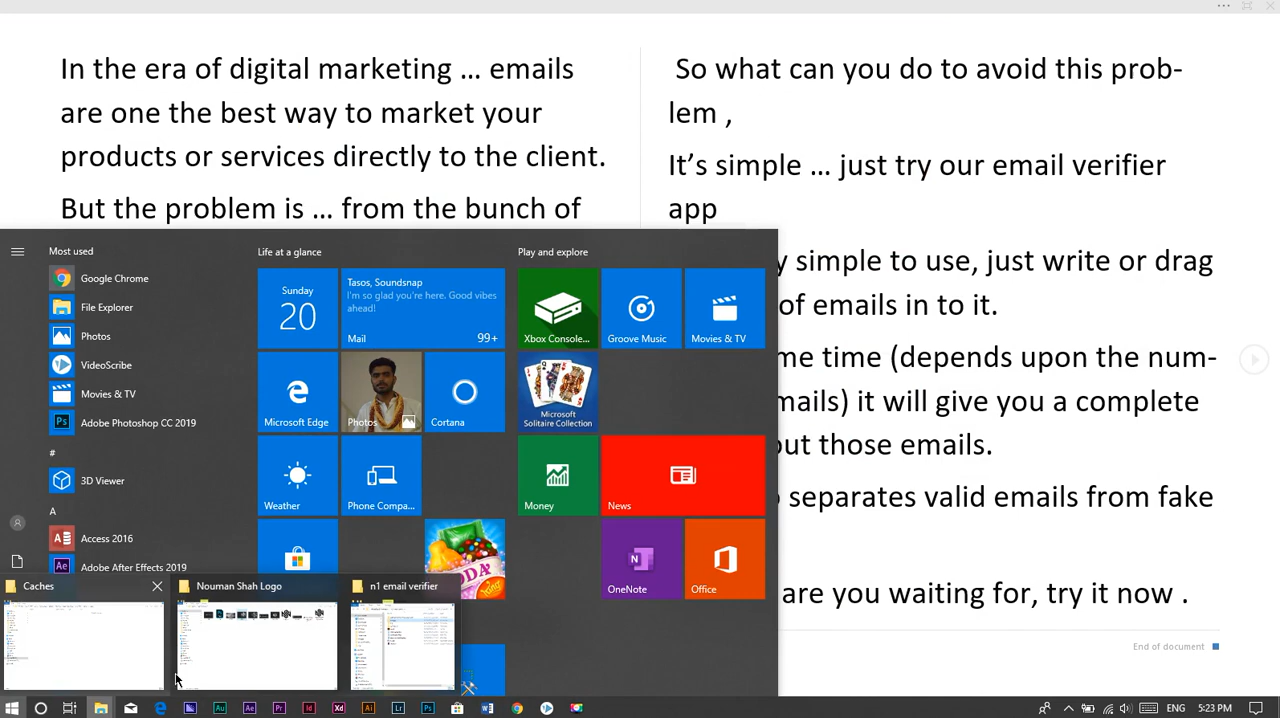 In the era of digital marketing … emails
are one the best way to market your
products or services directly to the client.
But the problem is … from the bunch of
So what can you do to avoid this prob-
lem ,
It’s simple … just try our email verifier
app
y simple to use, just write or drag
of emails in to it.
me time (depends upon the num-
mails) it will give you a complete
out those emails.
o separates valid emails from fake
are you waiting for, try it now .
End of document
Most used
Google Chrome
File Explorer
Photos
VideoScribe
Movies & TV
Adobe Photoshop CC 2019
#
3D Viewer
A
Access 2016
Adobe After Effects 2019
Life at a glance
Sunday
20
Tasos, Soundsnap
I'm so glad you're here. Good vibes
ahead!
Mail
99+
Microsoft Edge
Photos
Cortana
Weather
Phone Compa...
Play and explore
Xbox Console...
Groove Music
Movies & TV
Microsoft
Solitaire Collection
Money
News
OneNote
Office
Caches
Nouman Shah Logo
n1 email verifier
ENG
5:23 PM